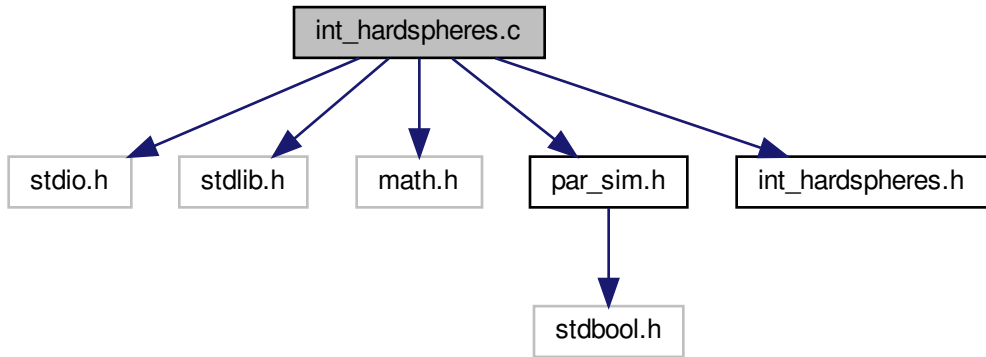 int_hardspheres.c
stdio.h
stdlib.h
math.h
par_sim.h
int_hardspheres.h
stdbool.h